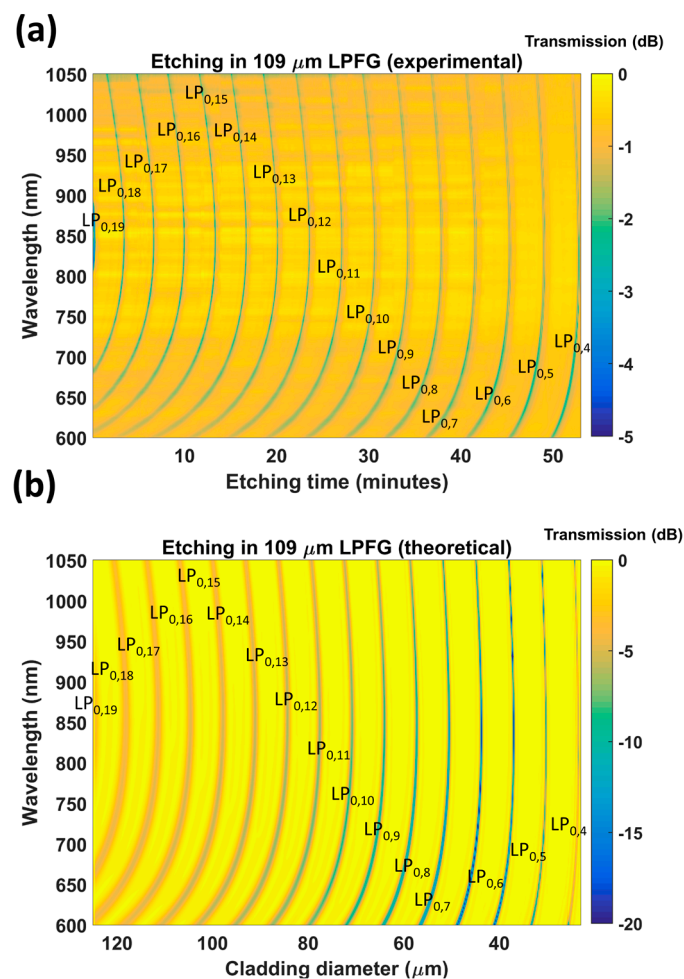 (a)
Transmission (dB)
Etching in 109 μm LPFG (experimental)
1050
1000
950
900
850
800
750
700
650
600
Wavelength (nm)
LP0,15
LP0,16
LP0,14
LP0,17
LP0,13
LP0,18
LP0,19
LP0,12
LP0,11
LP0,10
LP0,9
LP0,4
LP0,8
LP0,5
LP0,6
LP0,7
0
-1
-2
-3
-4
-5
10
20
30
40
50
Etching time (minutes)
(b)
Transmission (dB)
Etching in 109 μm LPFG (theoretical)
1050
1000
950
900
850
800
750
700
650
600
Wavelength (nm)
LP0,15
LP0,16
LP0,14
LP0,17
LP0,13
LP0,18
LP0,19
LP0,12
LP0,11
LP0,10
LP0,9
LP0,4
LP0,8
LP0,5
LP0,6
LP0,7
0
-5
-10
-15
-20
120
100
80
60
40
Cladding diameter (μm)